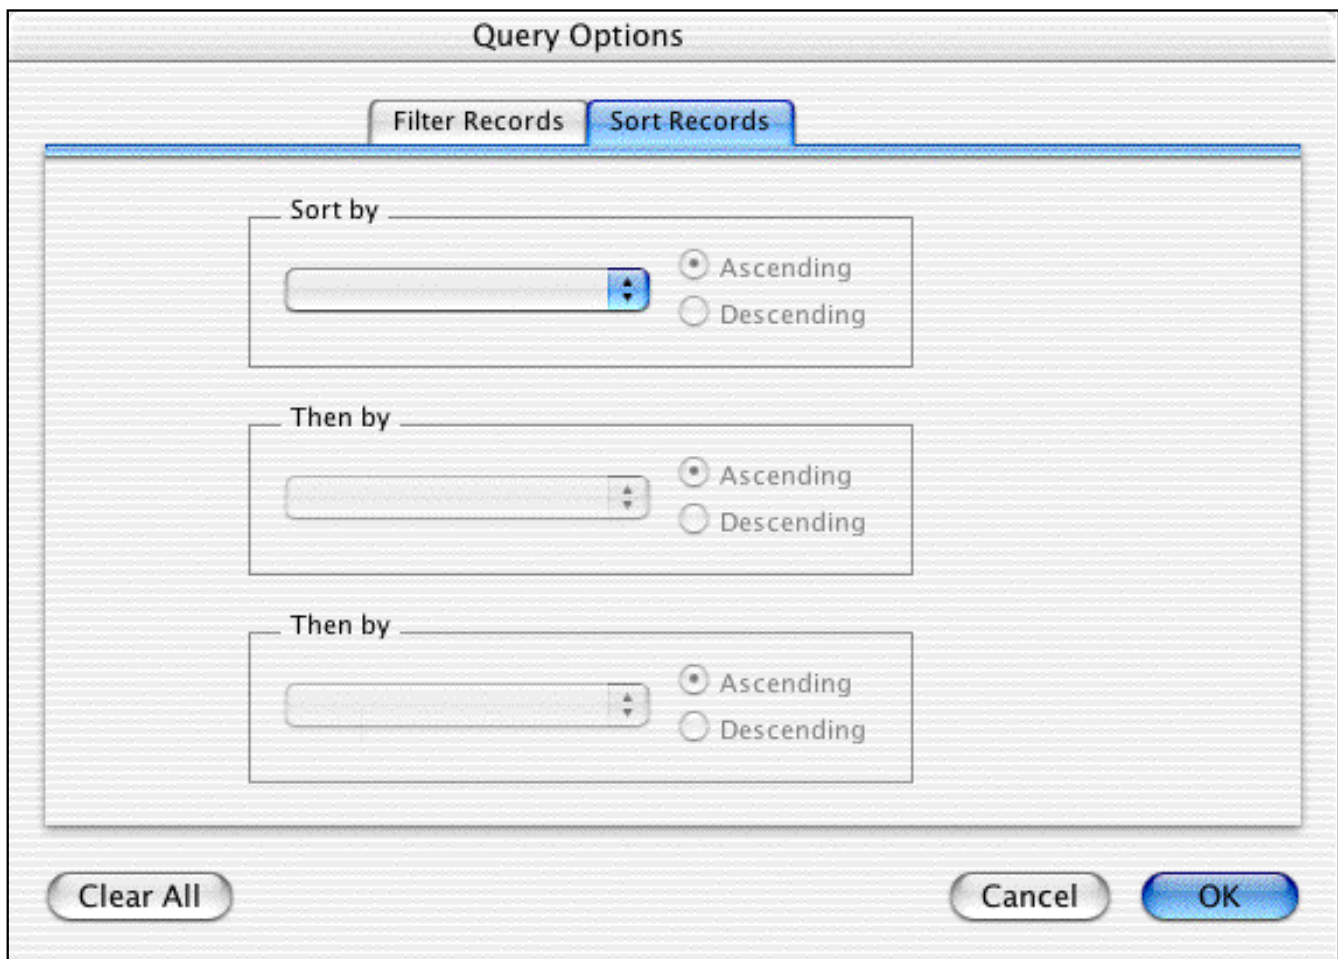 Query Options
Filter Records Sort Records
Sort by
Ascending
Descending
Then by
Ascending
Descending
Then by
Ascending
Descending
Clear All Cancel OK